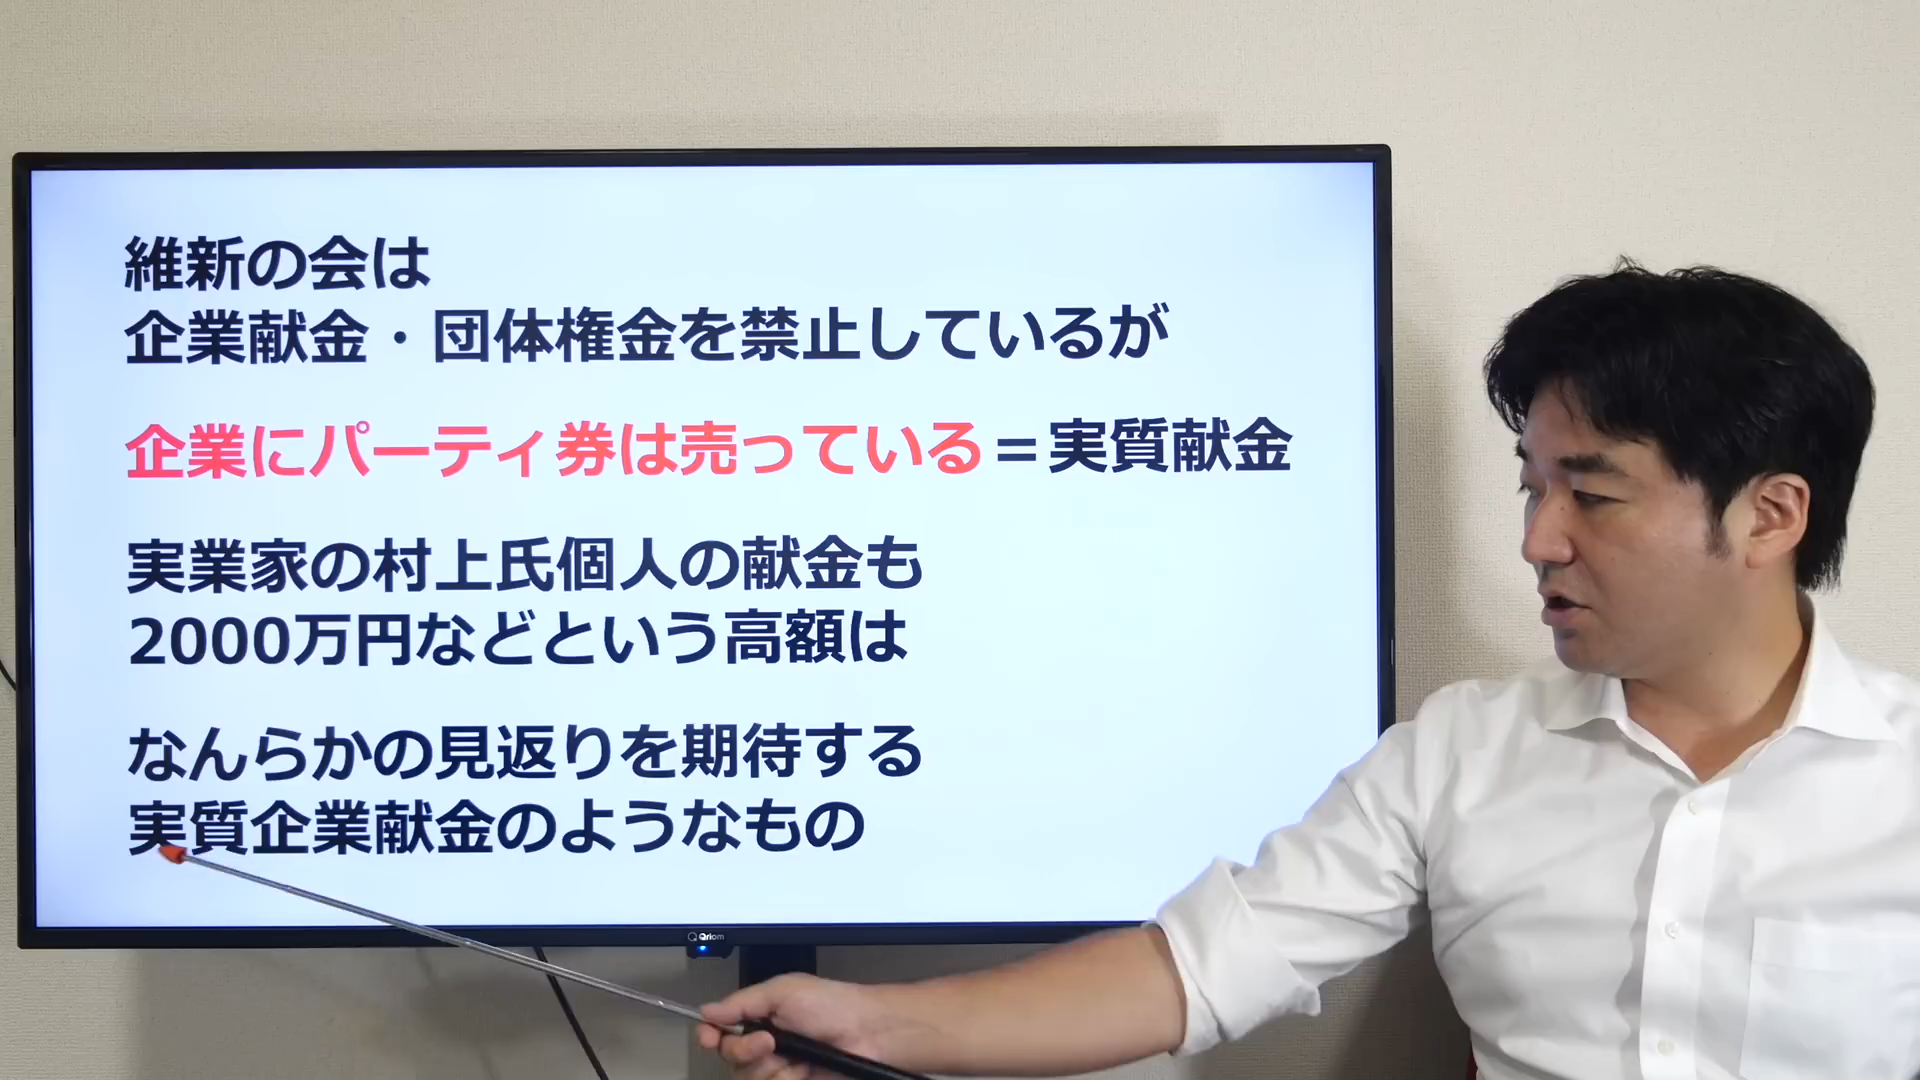 維新の会は
企業献金・団体権金を禁止しているが
企業にパーティ券は売っている＝実質献金
実業家の村上氏個人の献金も
2000万円などという高額は
なんらかの見返りを期待する
実質企業献金のようなもの
Qriom